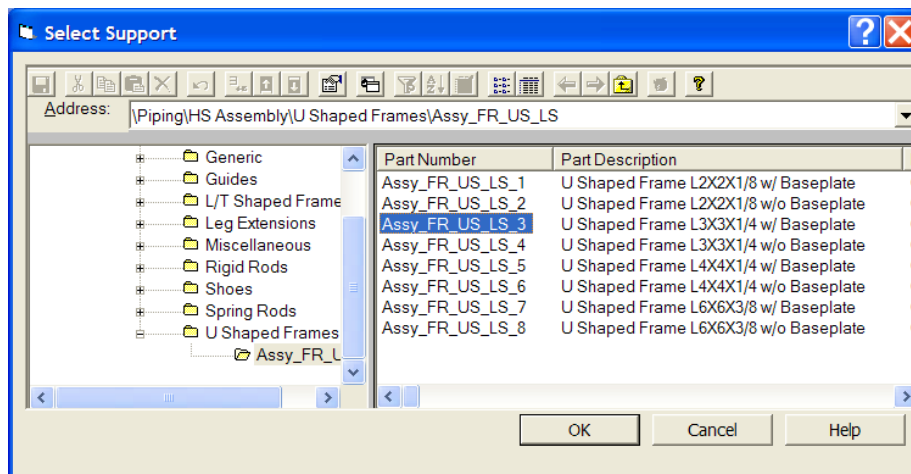 Select Support
Address: \Piping\HS Assembly\U Shaped Frames\Assy_FR_US_LS
Generic
Guides
L/T Shaped Frame
Leg Extensions
Miscellaneous
Rigid Rods
Shoes
Spring Rods
U Shaped Frames
Assy_FR_U
Part Number Part Description
Assy_FR_US_LS_1 U Shaped Frame L2X2X1/8 w/ Baseplate
Assy_FR_US_LS_2 U Shaped Frame L2X2X1/8 w/o Baseplate
Assy_FR_US_LS_3 U Shaped Frame L3X3X1/4 w/ Baseplate
Assy_FR_US_LS_4 U Shaped Frame L3X3X1/4 w/o Baseplate
Assy_FR_US_LS_5 U Shaped Frame L4X4X1/4 w/ Baseplate
Assy_FR_US_LS_6 U Shaped Frame L4X4X1/4 w/o Baseplate
Assy_FR_US_LS_7 U Shaped Frame L6X6X3/8 w/ Baseplate
Assy_FR_US_LS_8 U Shaped Frame L6X6X3/8 w/o Baseplate
OK Cancel Help